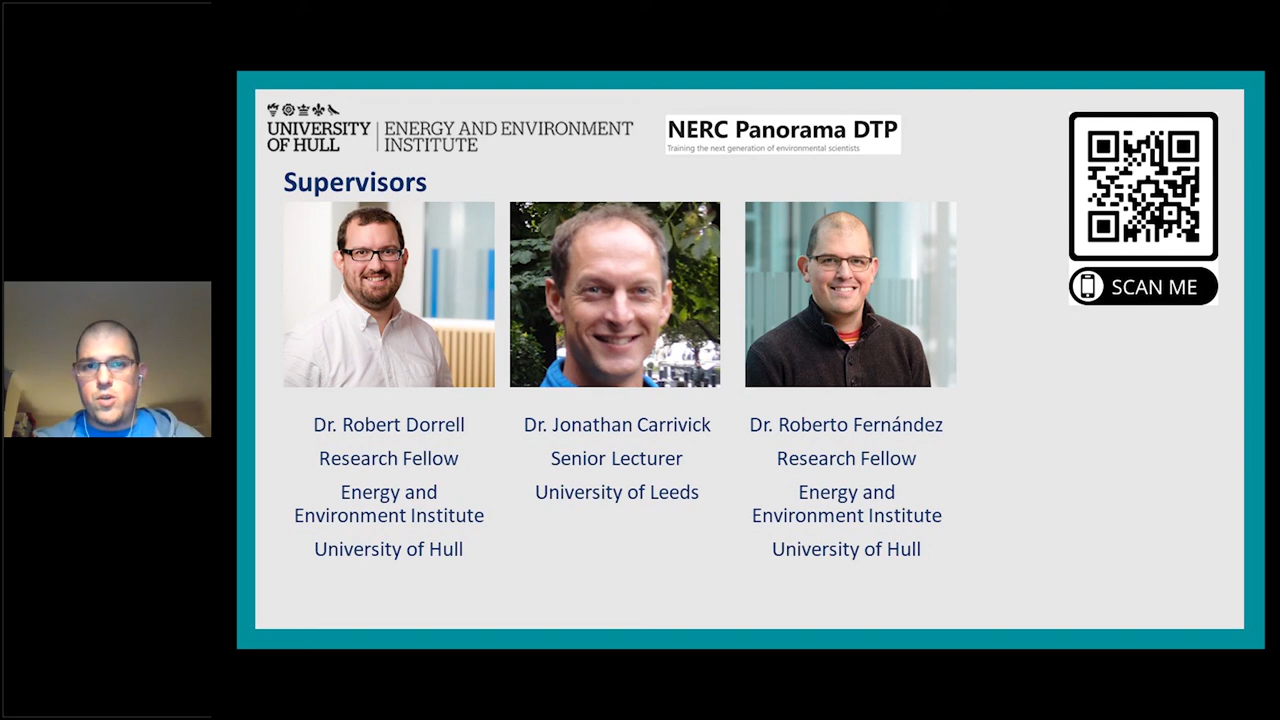 UNIVERSITY OF HULL
ENERGY AND ENVIRONMENT INSTITUTE
NERC Panorama DTP
Training the next generation of environmental scientists
Supervisors
SCAN ME
Dr. Robert Dorrell
Research Fellow
Energy and
Environment Institute
University of Hull
Dr. Jonathan Carrivick
Senior Lecturer
University of Leeds
Dr. Roberto Fernández
Research Fellow
Energy and
Environment Institute
University of Hull